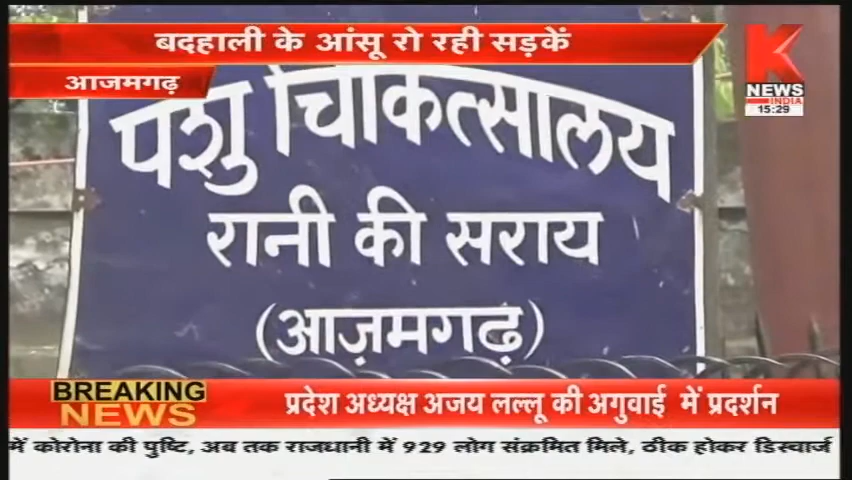 बदहाली के आंसू रो रही सड़कें
आजमगढ़
K
NEWS
INDIA
15:29
पशु चिकित्सालय
रानी की सराय
(आज़मगढ़)
BREAKING
NEWS
प्रदेश अध्यक्ष अजय लल्लू की अगुवाई में प्रदर्शन
में कोरोना की पुष्टि, अब तक राजधानी में 929 लोग संक्रमित मिले, ठीक होकर डिस्चार्ज